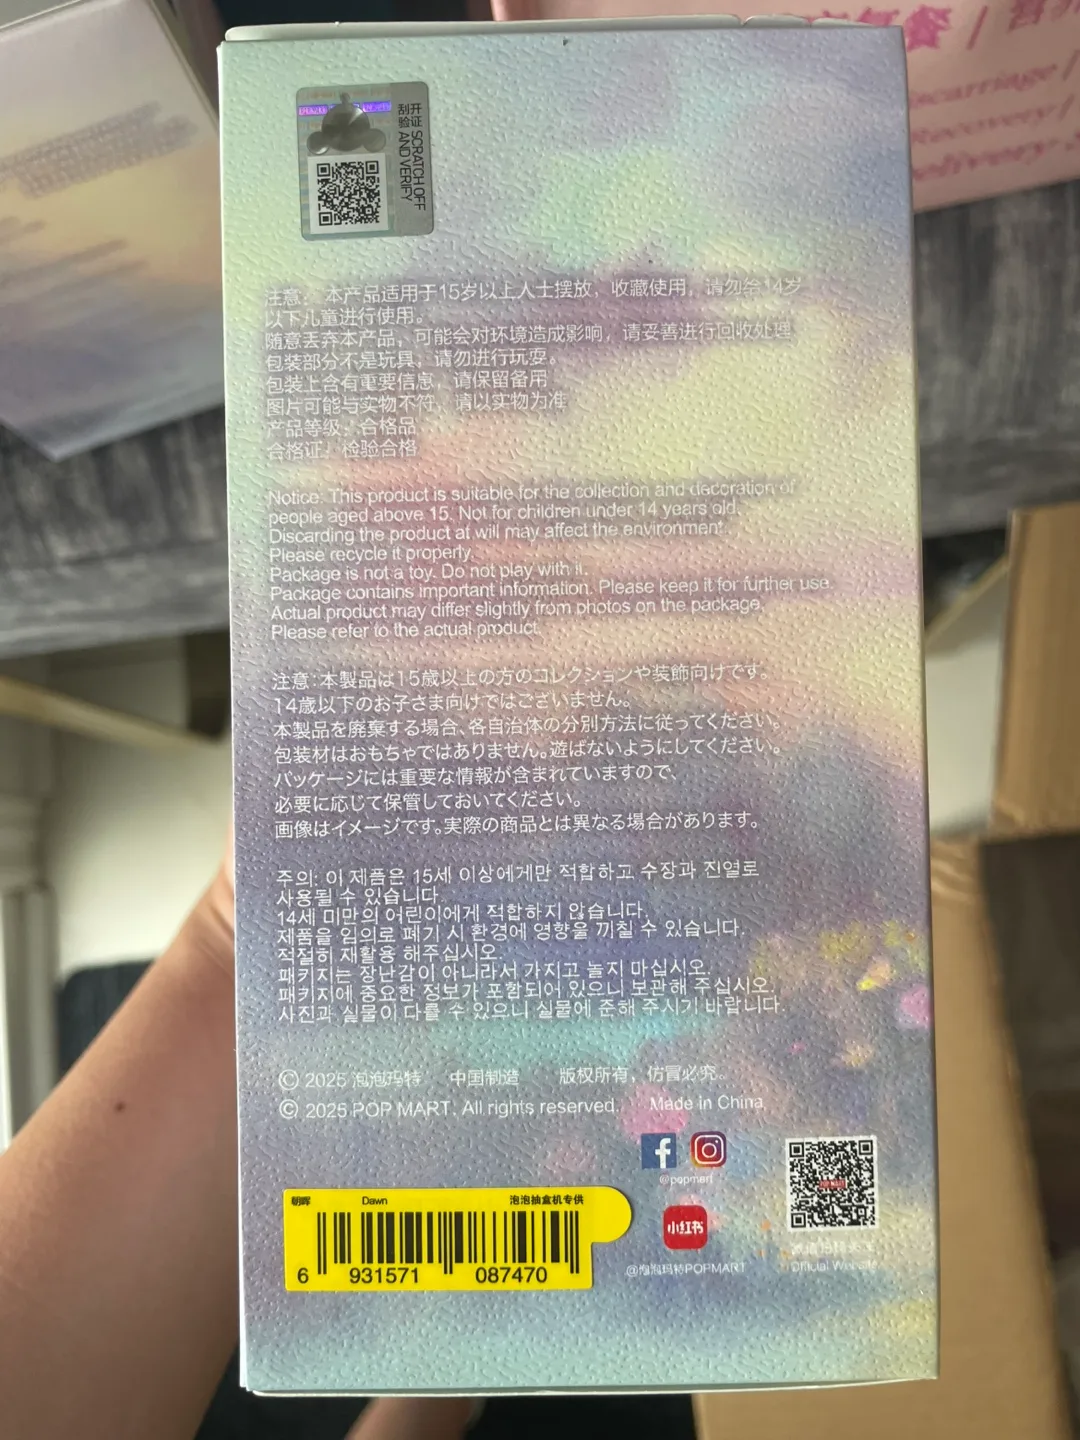 开证 SCRATCH OFF
刮验 AND VERIFY
注意：本产品适用于15岁以上人士摆放，收藏使用，请勿给14岁
以下儿童进行使用。
随意丢弃本产品，可能会对环境造成影响，请妥善进行回收处理
包装部分不是玩具，请勿进行玩耍。
包装上含有重要信息，请保留备用
图片可能与实物不符，请以实物为准
产品等级：合格品
合格证：检验合格
Notice: This product is suitable for the collection and decoration of
people aged above 15. Not for children under 14 years old.
Discarding the product at will may affect the environment.
Please recycle it properly.
Package is not a toy. Do not play with it.
Package contains important information. Please keep it for further use.
Actual product may differ slightly from photos on the package,
Please refer to the actual product.
注意:本製品は15歳以上の方のコレクションや装飾向けです。
14歳以下のお子さま向けではございません。
本製品を廃棄する場合、各自治体の分別方法に従ってください。
包装材はおもちゃではありません。遊ばないようにしてください。
パッケージには重要な情報が含まれていますので、
必要に応じて保管しておいてください。
画像はイメージです。実際の商品とは異なる場合があります。
주의: 이 제품은 15세 이상에게만 적합하고 수장과 진열로
사용될 수 있습니다
14세 미만의 어린이에게 적합하지 않습니다.
제품을 임의로 폐기 시 환경에 영향을 끼칠 수 있습니다.
적절히 재활용 해주십시오.
패키지는 장난감이 아니라서 가지고 놀지 마십시오.
패키지에 중요한 정보가 포함되어 있으니 보관해 주십시오.
사진과 실물이 다를 수 있으니 실물에 준해 주시기 바랍니다.
© 2025 泡泡玛特 中国制造 版权所有，仿冒必究。
© 2025 POP MART. All rights reserved. Made in China
@popmart
POP MART
小红书
@泡泡玛特POPMART
Official Website
朝晖 Dawn 泡泡抽盒机专供
6 931571 087470